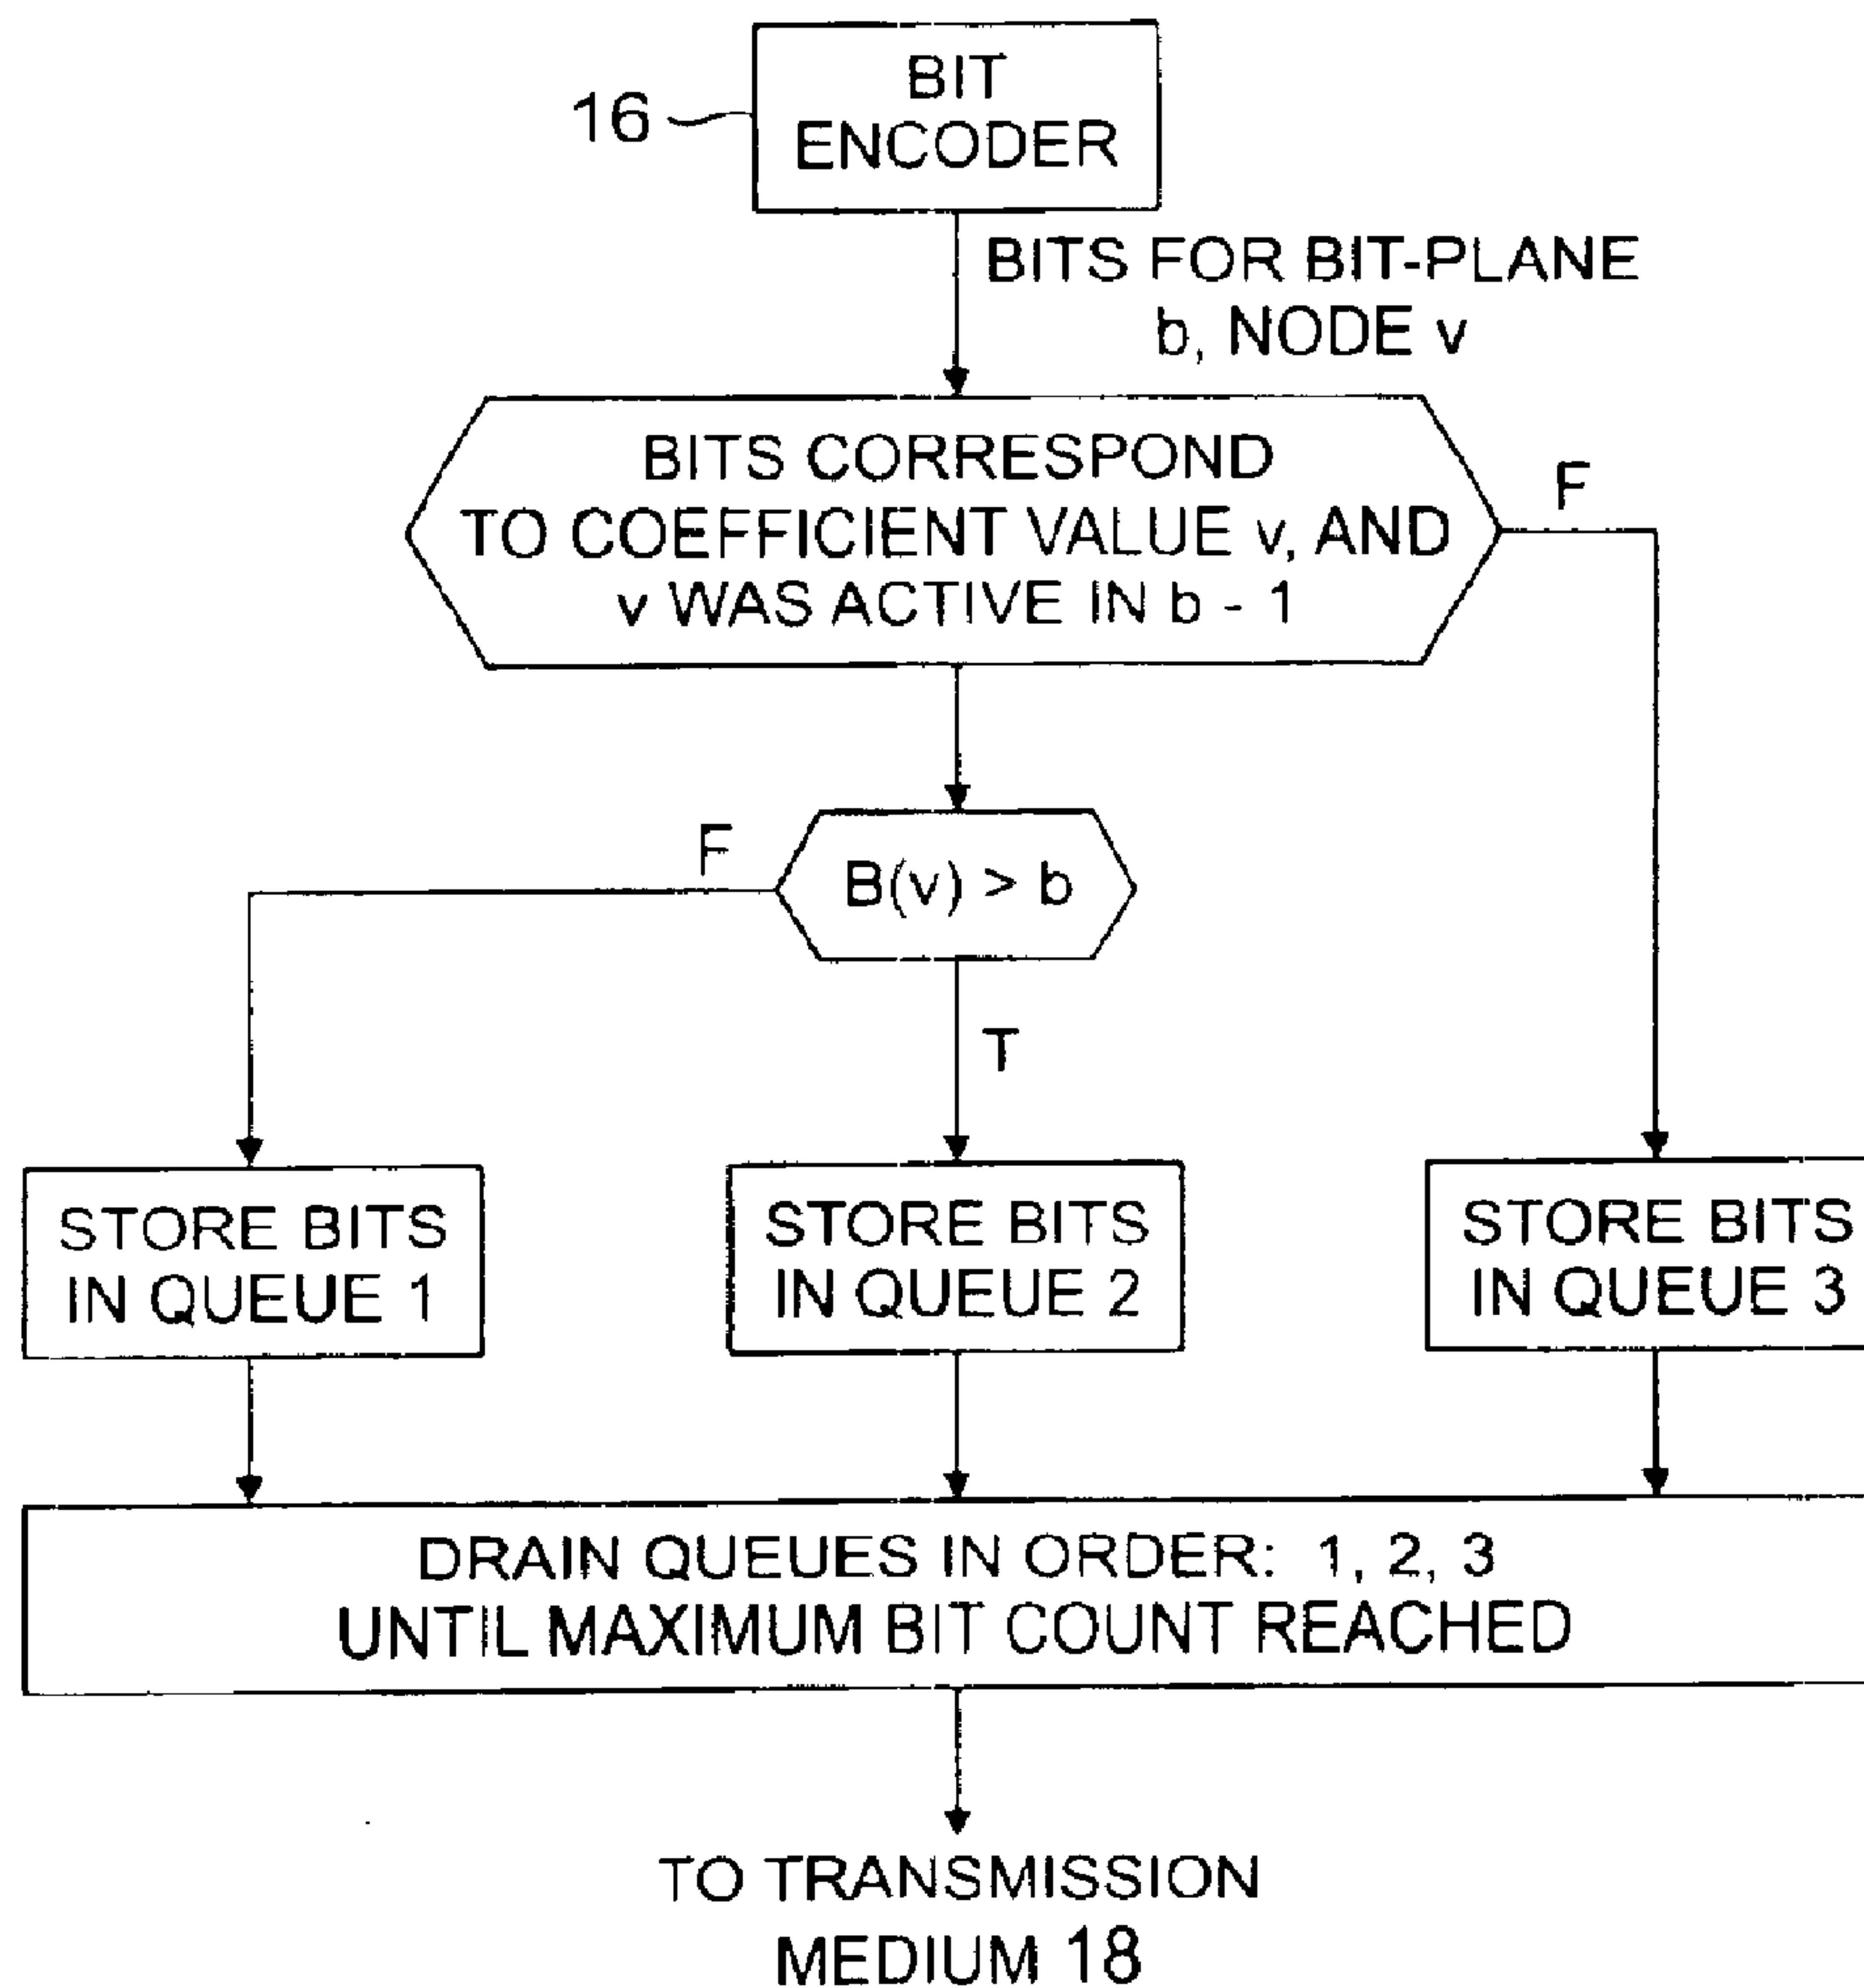 BIT
ENCODER
16
BITS FOR BIT-PLANE
b, NODE v
BITS CORRESPOND
TO COEFFICIENT VALUE v, AND
v WAS ACTIVE IN b - 1
F
F
B(v) > b
T
STORE BITS
IN QUEUE 1
STORE BITS
IN QUEUE 2
STORE BITS
IN QUEUE 3
DRAIN QUEUES IN ORDER: 1, 2, 3
UNTIL MAXIMUM BIT COUNT REACHED
TO TRANSMISSION
MEDIUM 18